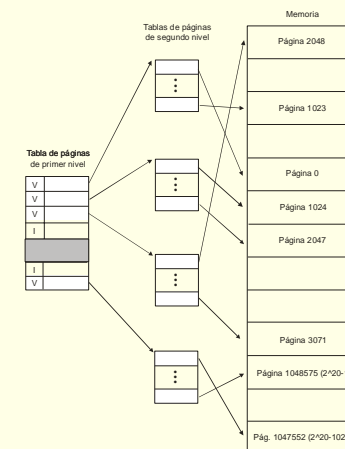 Memoria
Tablas de páginas
de segundo nivel
Página 2048
Página 1023
Tabla de páginas
de primer nivel
Página 0
V
V
V
I
I
V
Página 1024
Página 2047
Página 3071
Página 1048575 (2^20-
Pág. 1047552 (2^20-102